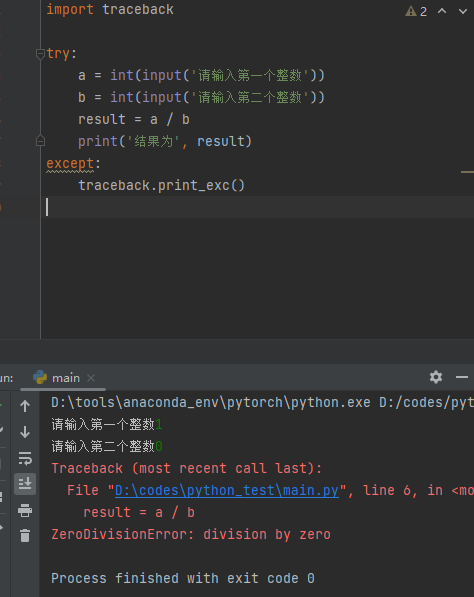 import traceback
2
try:
a = int(input('请输入第一个整数'))
b = int(input('请输入第二个整数'))
result = a / b
print('结果为', result)
except:
traceback.print_exc()
un:
main
D:\tools\anaconda_env\pytorch\python.exe D:/codes/pyt
请输入第一个整数1
请输入第二个整数0
Traceback (most recent call last):
File "D:\codes\python_test\main.py", line 6, in <mo
result = a / b
ZeroDivisionError: division by zero
Process finished with exit code 0